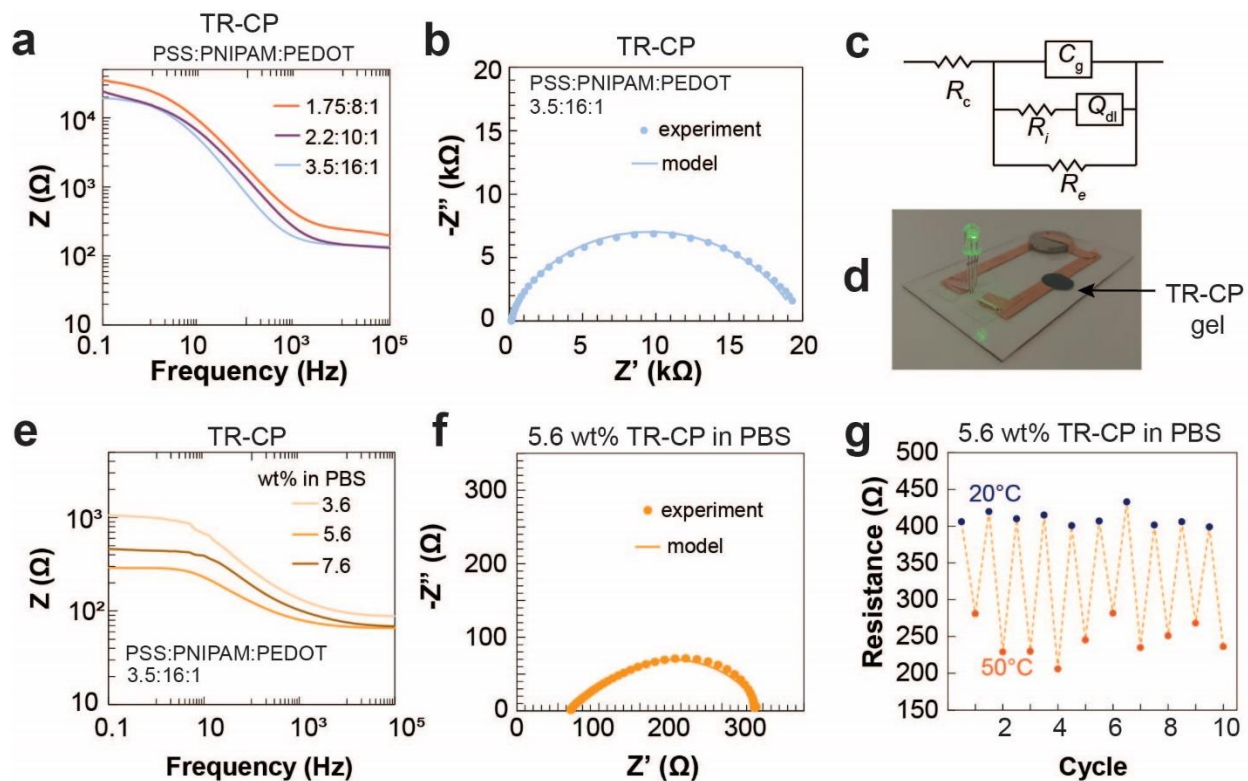 a
TR-CP
PSS:PNIPAM:PEDOT
1.75:8:1
2.2:10:1
3.5:16:1
10⁴
10³
10²
10
Z (Ω)
0.1 10 10³ 10⁵
Frequency (Hz)
b
TR-CP
PSS:PNIPAM:PEDOT
3.5:16:1
experiment
model
20
15
10
5
0
-Z” (kΩ)
0 5 10 15 20
Z’ (kΩ)
c
Rc
Cg
Ri
Qdl
Re
d
TR-CP
gel
e
TR-CP
wt% in PBS
3.6
5.6
7.6
PSS:PNIPAM:PEDOT
3.5:16:1
10³
10²
10
Z (Ω)
0.1 10 10³ 10⁵
Frequency (Hz)
f
5.6 wt% TR-CP in PBS
experiment
model
300
200
100
0
-Z” (Ω)
0 100 200 300
Z’ (Ω)
g
5.6 wt% TR-CP in PBS
20°C
50°C
500
450
400
350
300
250
200
150
Resistance (Ω)
2 4 6 8 10
Cycle